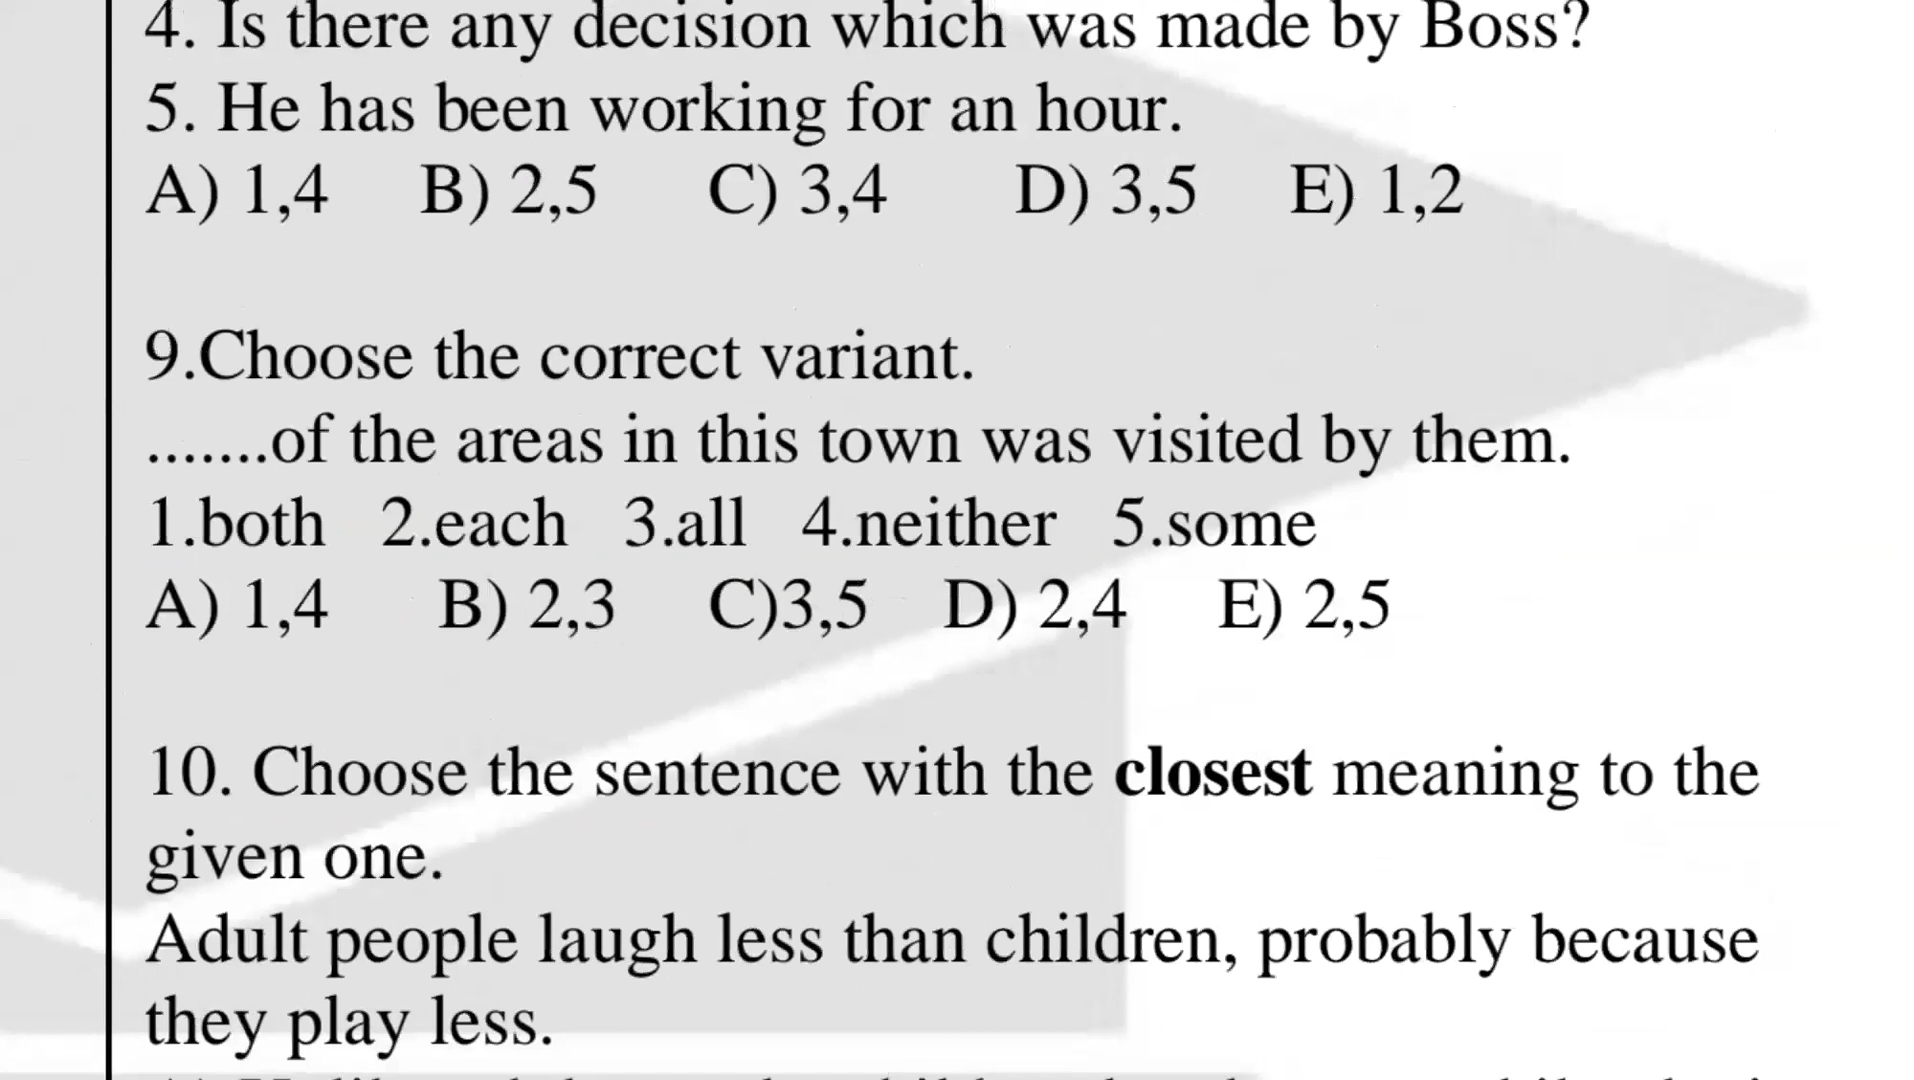 4. Is there any decision which was made by Boss?
5. He has been working for an hour.
A) 1,4 B) 2,5 C) 3,4 D) 3,5 E) 1,2
9.Choose the correct variant.
.......of the areas in this town was visited by them.
1.both 2.each 3.all 4.neither 5.some
A) 1,4 B) 2,3 C)3,5 D) 2,4 E) 2,5
10. Choose the sentence with the closest meaning to the
given one.
Adult people laugh less than children, probably because
they play less.